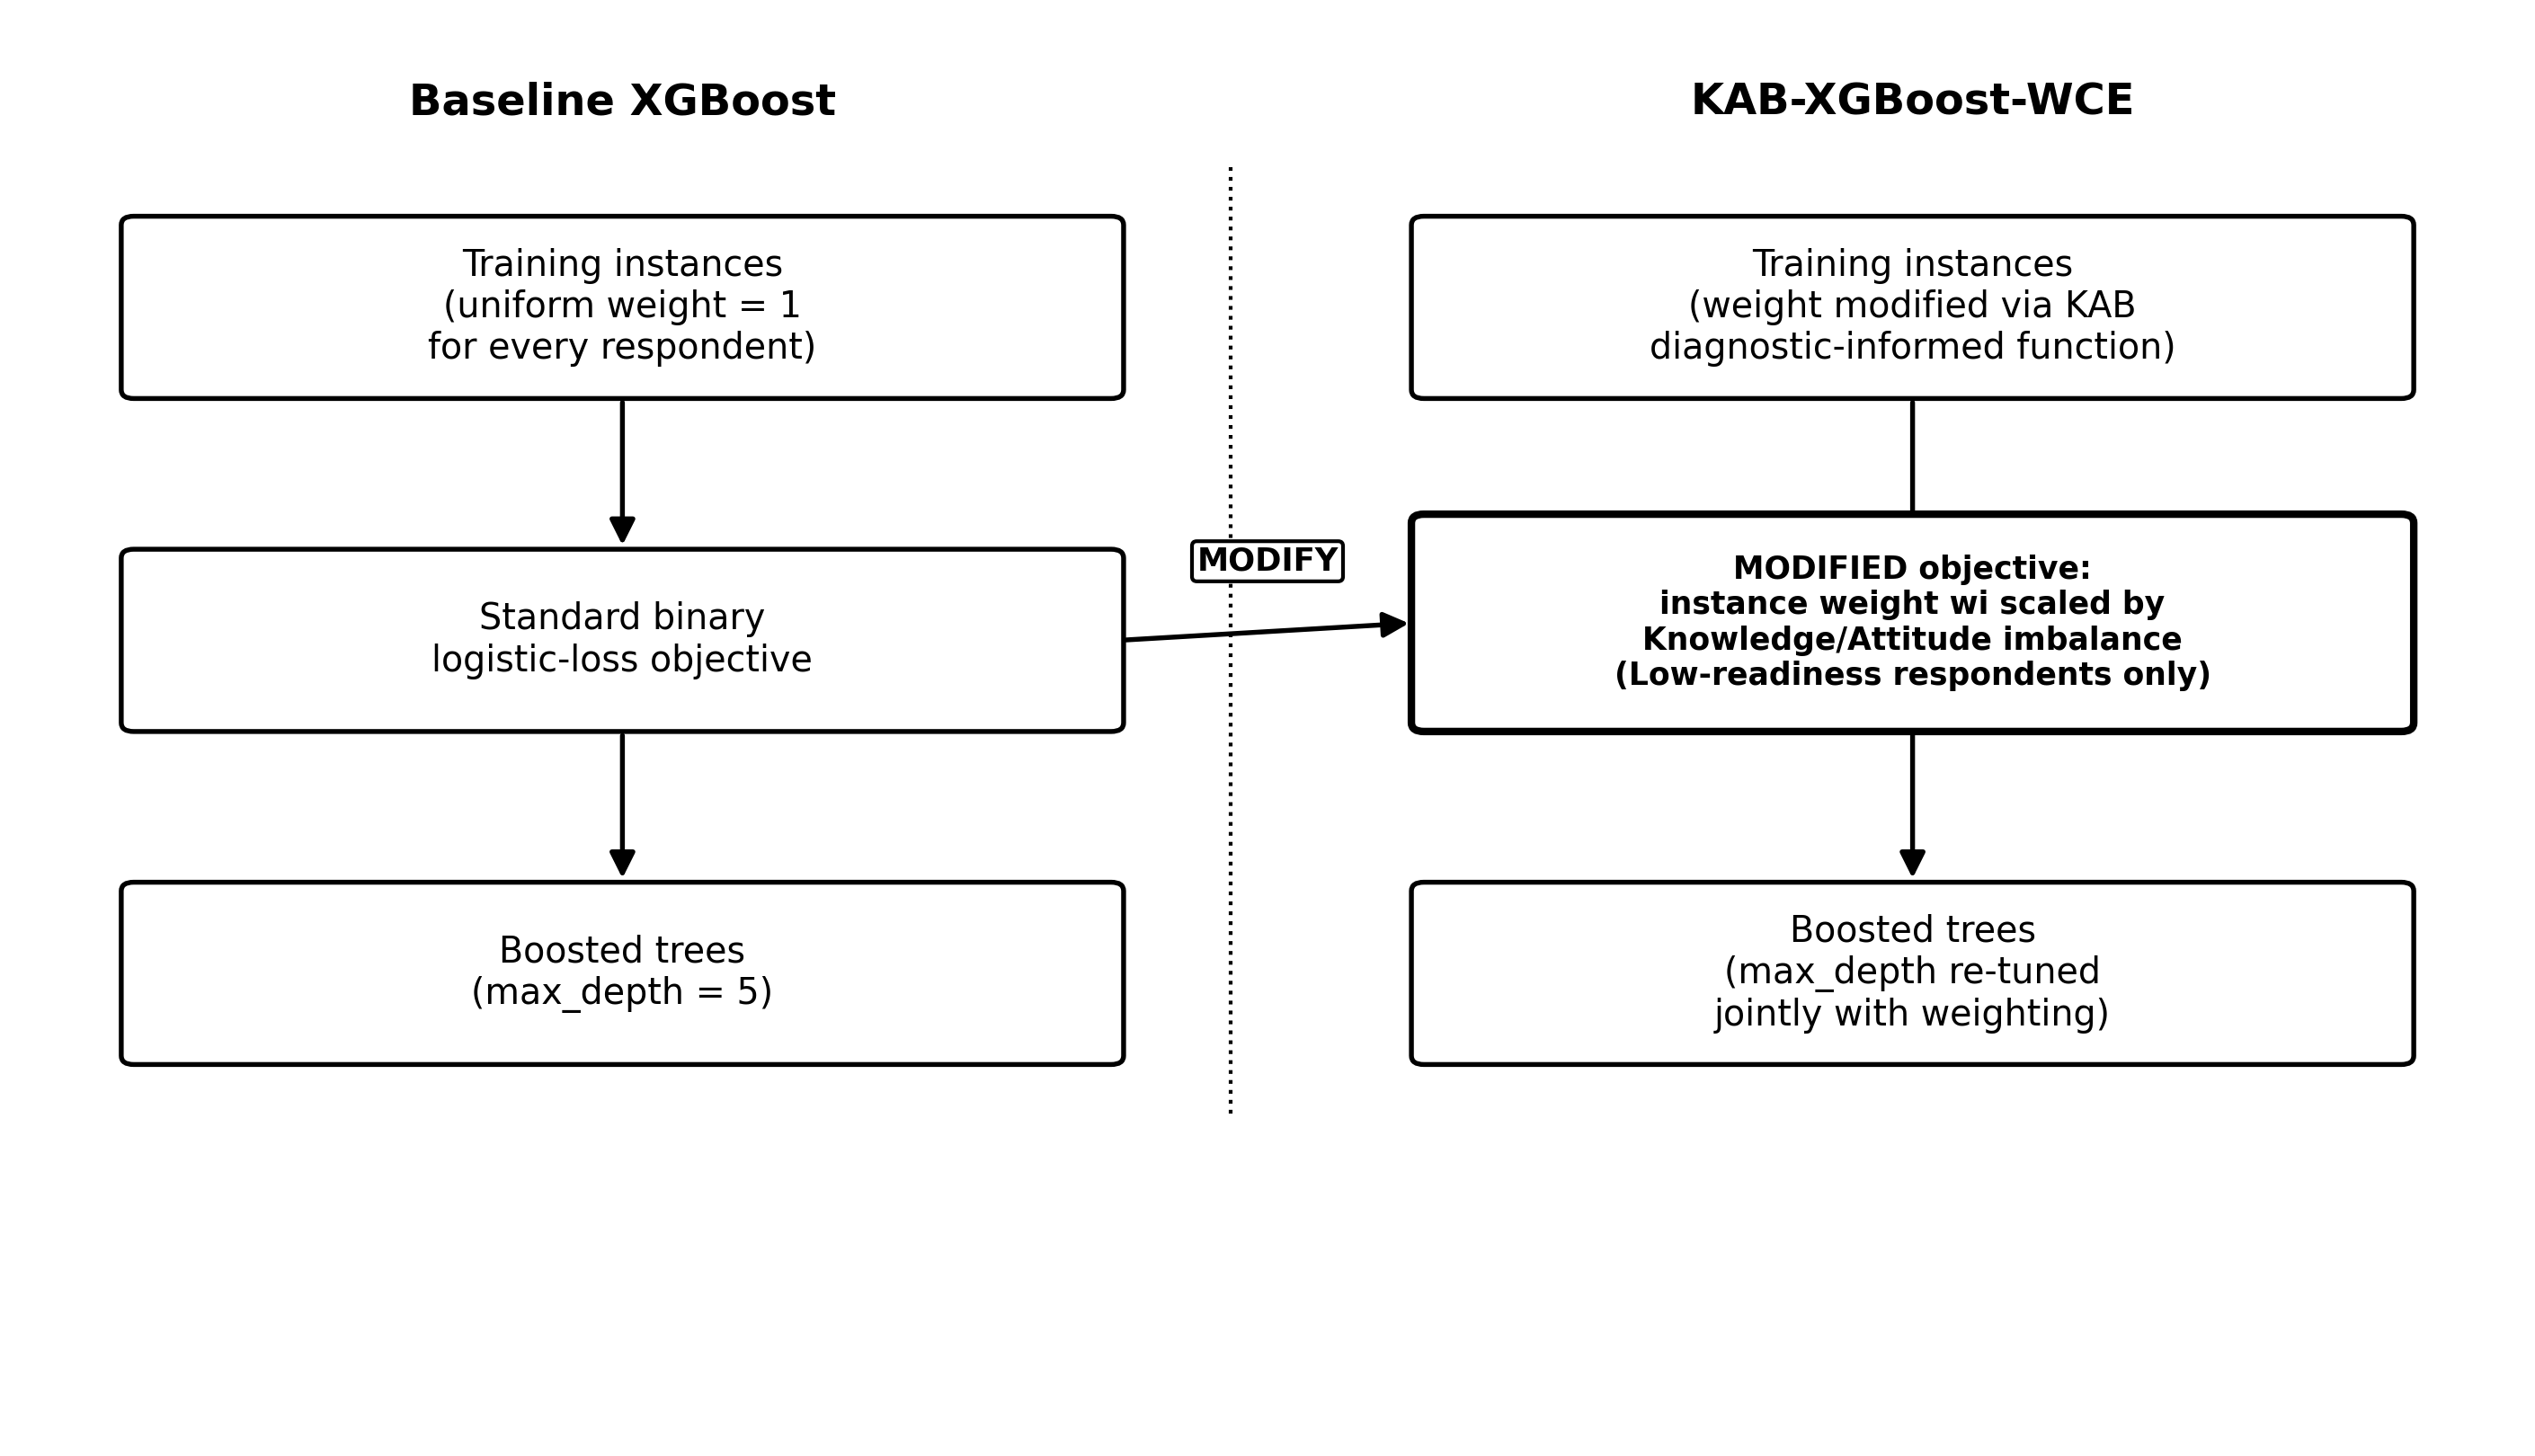 Baseline XGBoost
KAB-XGBoost-WCE
Training instances
(uniform weight = 1
for every respondent)
Training instances
(weight modified via KAB
diagnostic-informed function)
Standard binary
logistic-loss objective
MODIFY
MODIFIED objective:
instance weight wi scaled by
Knowledge/Attitude imbalance
(Low-readiness respondents only)
Boosted trees
(max_depth = 5)
Boosted trees
(max_depth re-tuned
jointly with weighting)